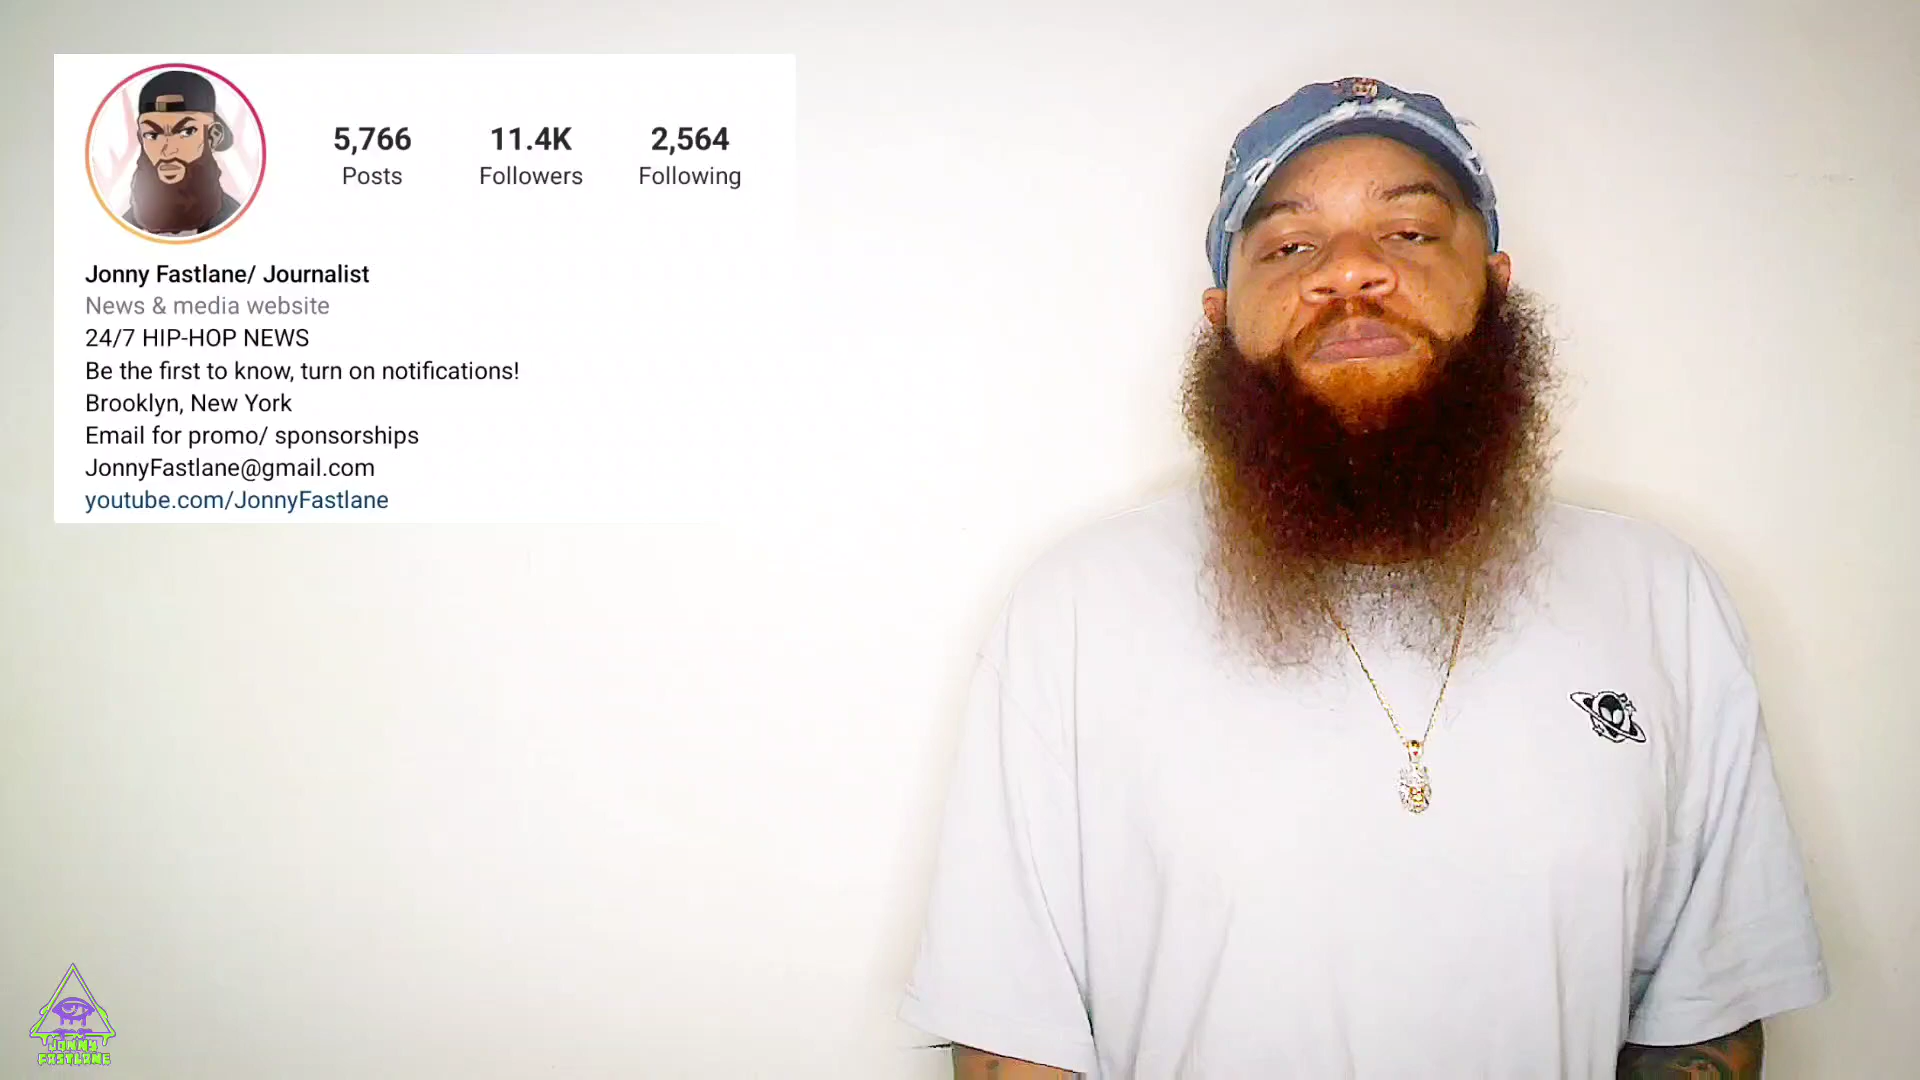 5,766
Posts
11.4K
Followers
2,564
Following
Jonny Fastlane/ Journalist
News & media website
24/7 HIP-HOP NEWS
Be the first to know, turn on notifications!
Brooklyn, New York
Email for promo/ sponsorships
JonnyFastlane@gmail.com
youtube.com/JonnyFastlane
JONNY
FASTLANE